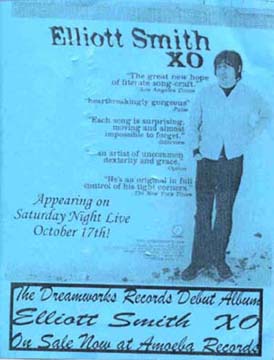 Elliott Smith
XO
"The great new hope
of literate song-craft."
-Los Angeles Times
"heartbreakingly gorgeous"
-Pulse
"Each song is surprising,
moving and almost
impossible to forget."
an artist of uncommon
dexterity and grace."
"He's an original in full
control of his tight corners."
-The New York Times
Appearing on
Saturday Night Live
October 17th!
The Dreamworks Records Debut Album
Elliott Smith XO
On Sale Now at Amoeba Records